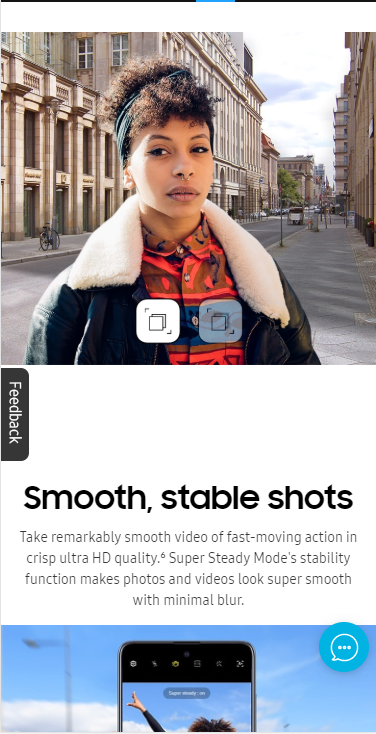 Feedback
Smooth, stable shots
Take remarkably smooth video of fast-moving action in
crisp ultra HD quality.⁶ Super Steady Mode's stability
function makes photos and videos look super smooth
with minimal blur.
Super steady : on